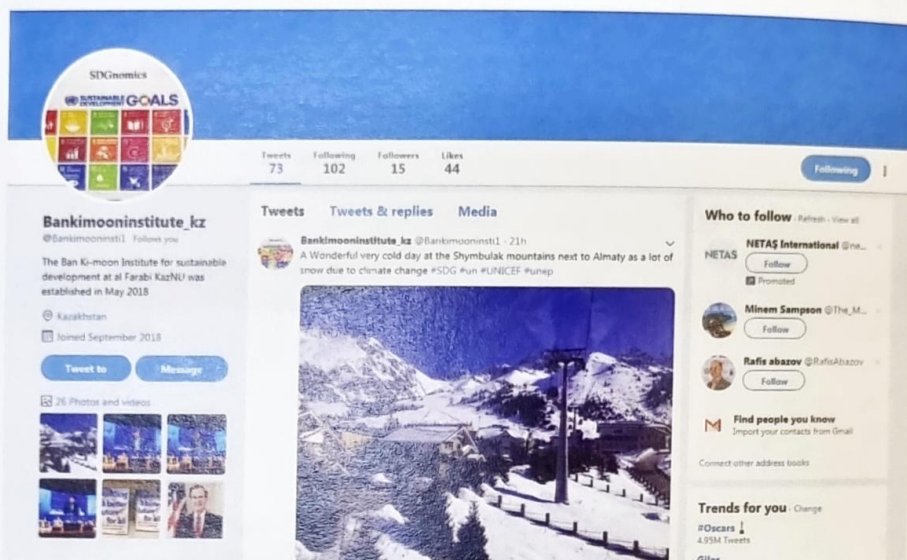 SDGnomics
SUSTAINABLE
DEVELOPMENT GOALS
Tweets Following Followers Likes
73 102 15 44
Following
Bankimooninstitute_kz
@Bankimooninsti1 Follows you
The Ban Ki-moon Institute for sustainable
development at al Farabi KazNU was
established in May 2018
Kazakhstan
Joined September 2018
Tweet to Message
26 Photos and videos
Tweets Tweets & replies Media
Bankimooninstitute_kz @Bankimooninsti1 · 21h
A Wonderful very cold day at the Shymbulak mountains next to Almaty as a lot of
snow due to climate change #SDG #un #UNICEF #unep
Who to follow · Refresh · View all
NETAŞ
NETAŞ International @ne...
Follow
Promoted
Minem Sampson @The_M...
Follow
Rafis abazov @RafisAbazov
Follow
Find people you know
Import your contacts from Gmail
Connect other address books
Trends for you · Change
#Oscars
4.95M Tweets